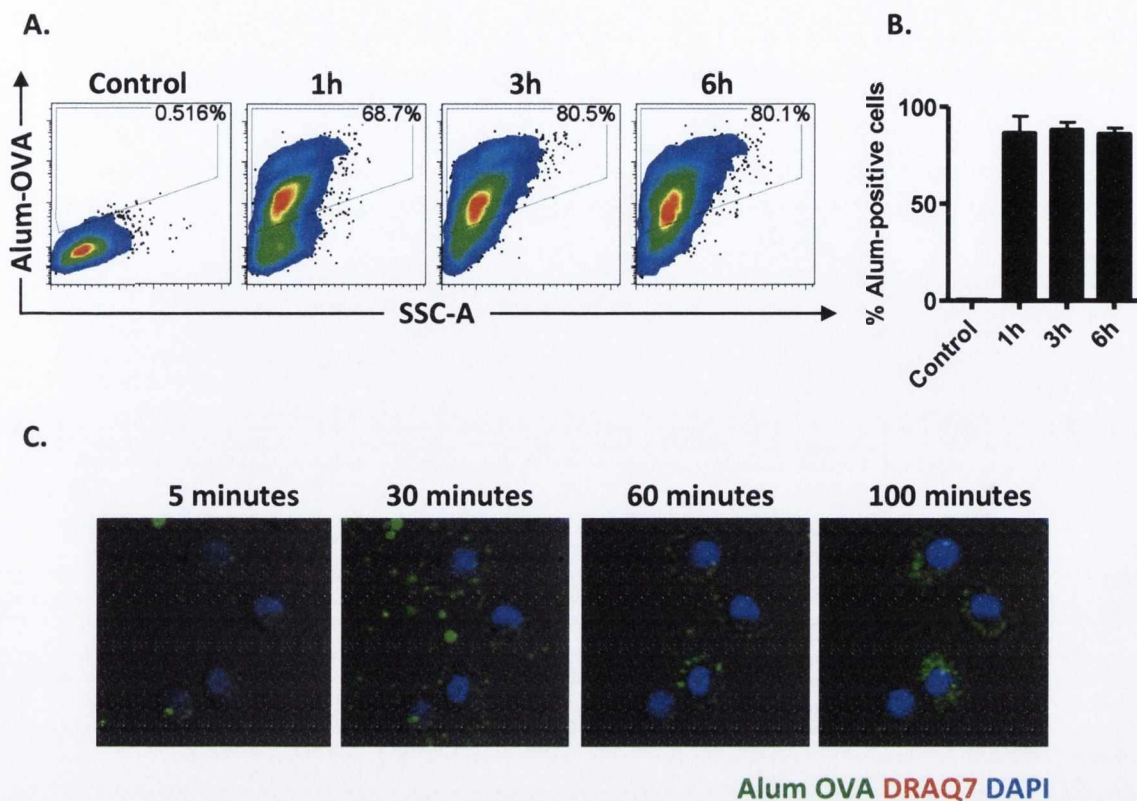 A.
B.
Control 1h 3h 6h
0.516% 68.7% 80.5% 80.1%
Alum-OVA
SSC-A
% Alum-positive cells
100
50
0
Control 1h 3h 6h
C.
5 minutes 30 minutes 60 minutes 100 minutes
Alum OVA DRAQ7 DAPI